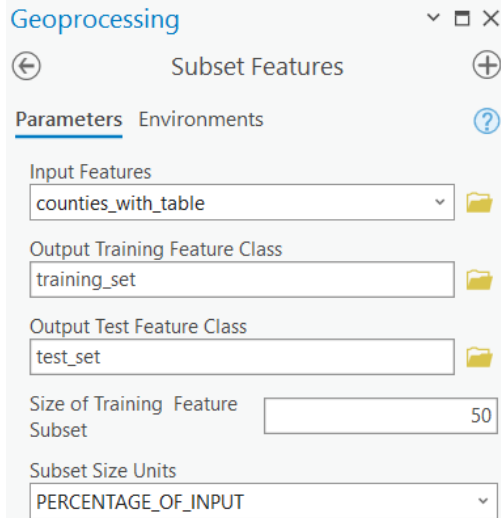 Geoprocessing
Subset Features
Parameters Environments
Input Features
counties_with_table
Output Training Feature Class
training_set
Output Test Feature Class
test_set
Size of Training Feature
Subset
50
Subset Size Units
PERCENTAGE_OF_INPUT